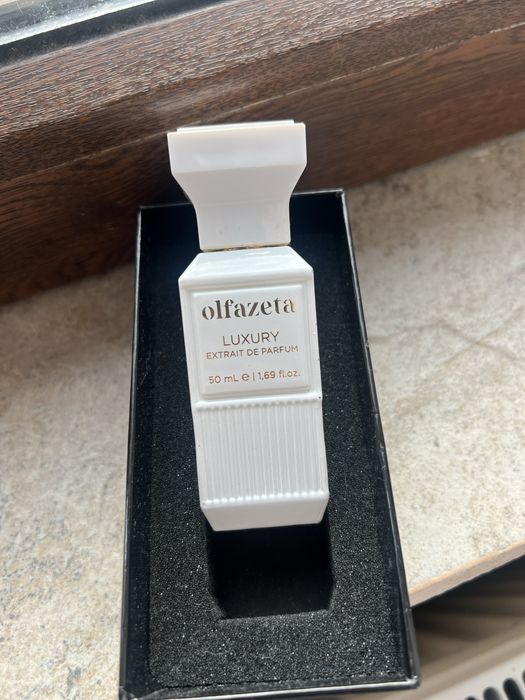 olfazeta
LUXURY
EXTRAIT DE PARFUM
50 mL ℮ | 1,69 fl.oz.